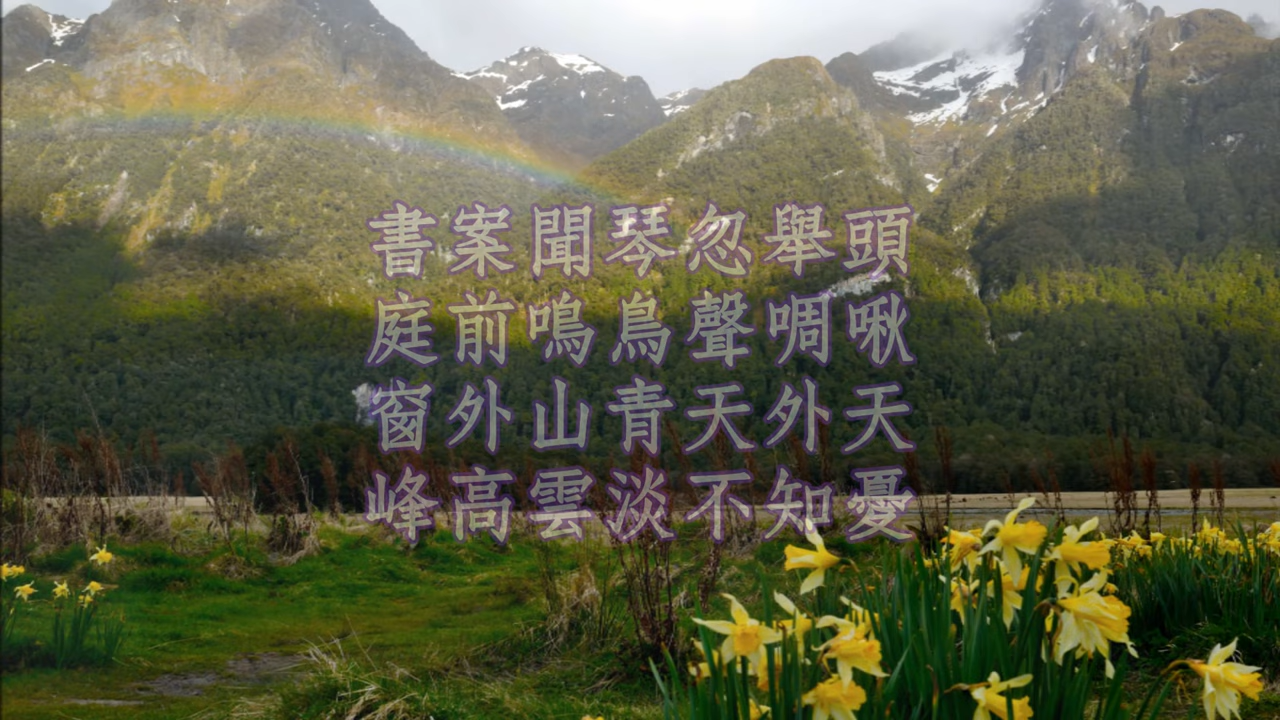 書案聞琴忽舉頭
庭前鳴鳥聲啁啾
窗外山青天外天
峰高雲淡不知憂